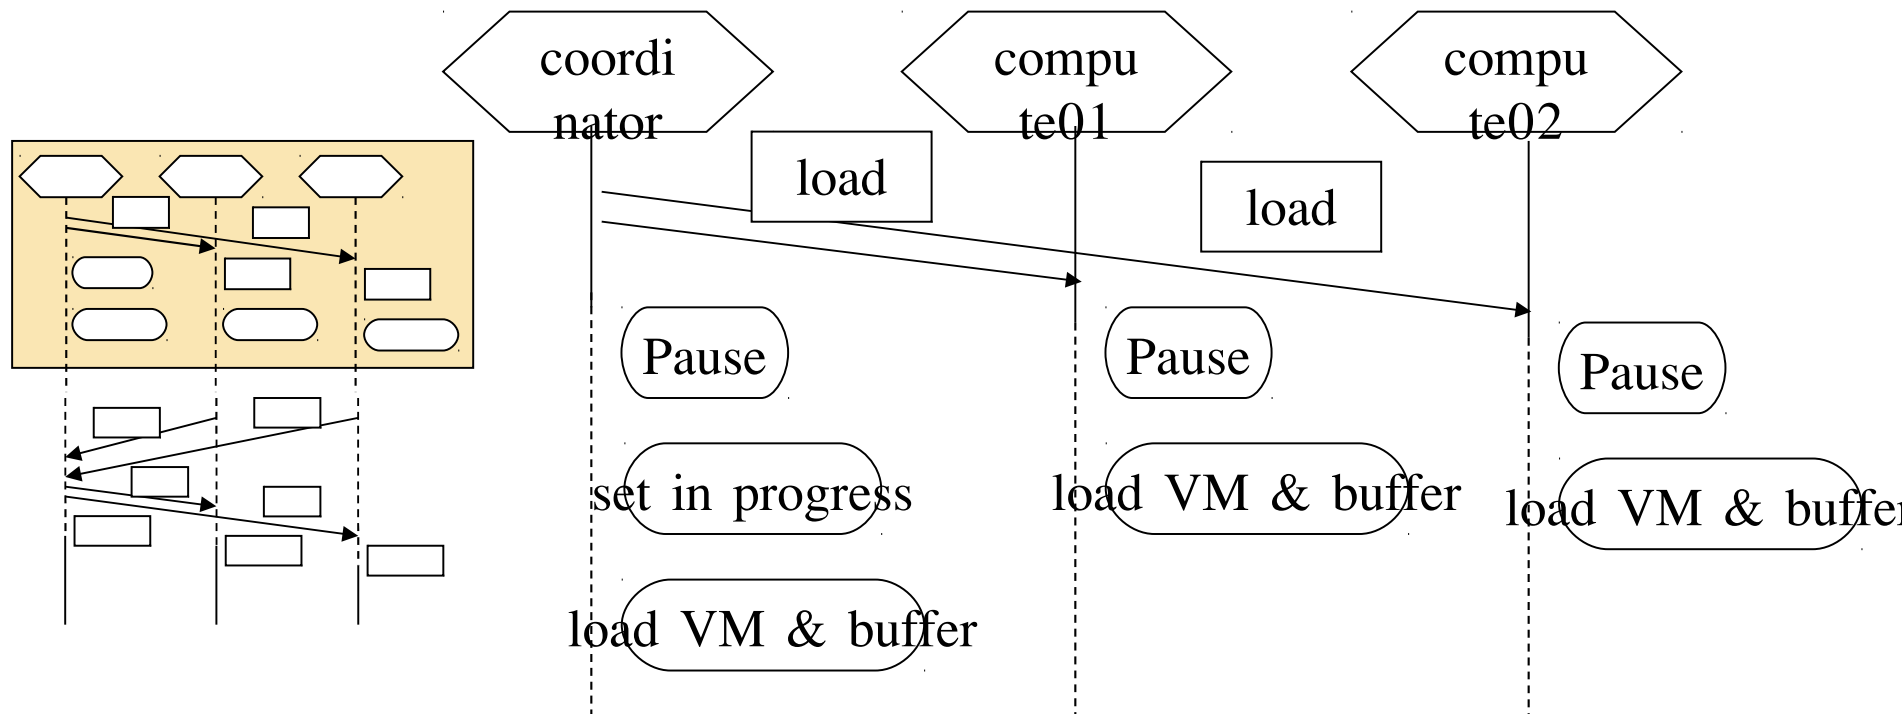 coordi
nator
compu
te01
compu
te02
load
load
Pause
Pause
Pause
set in progress
load VM & buffer
load VM & buffer
load VM & buffer